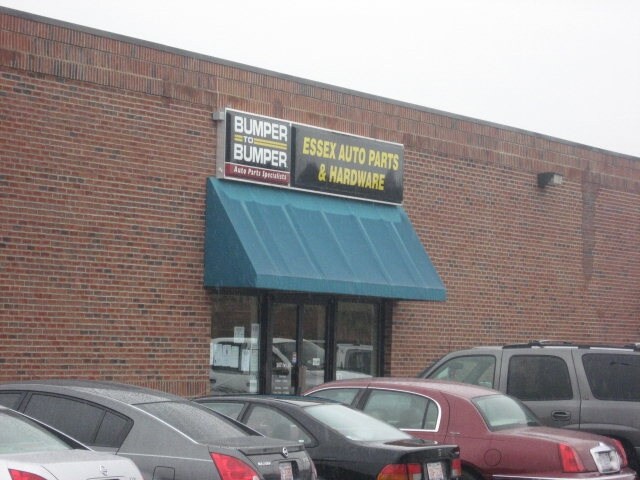 BUMPER
TO
BUMPER
Auto Parts Specialists
ESSEX AUTO PARTS
& HARDWARE